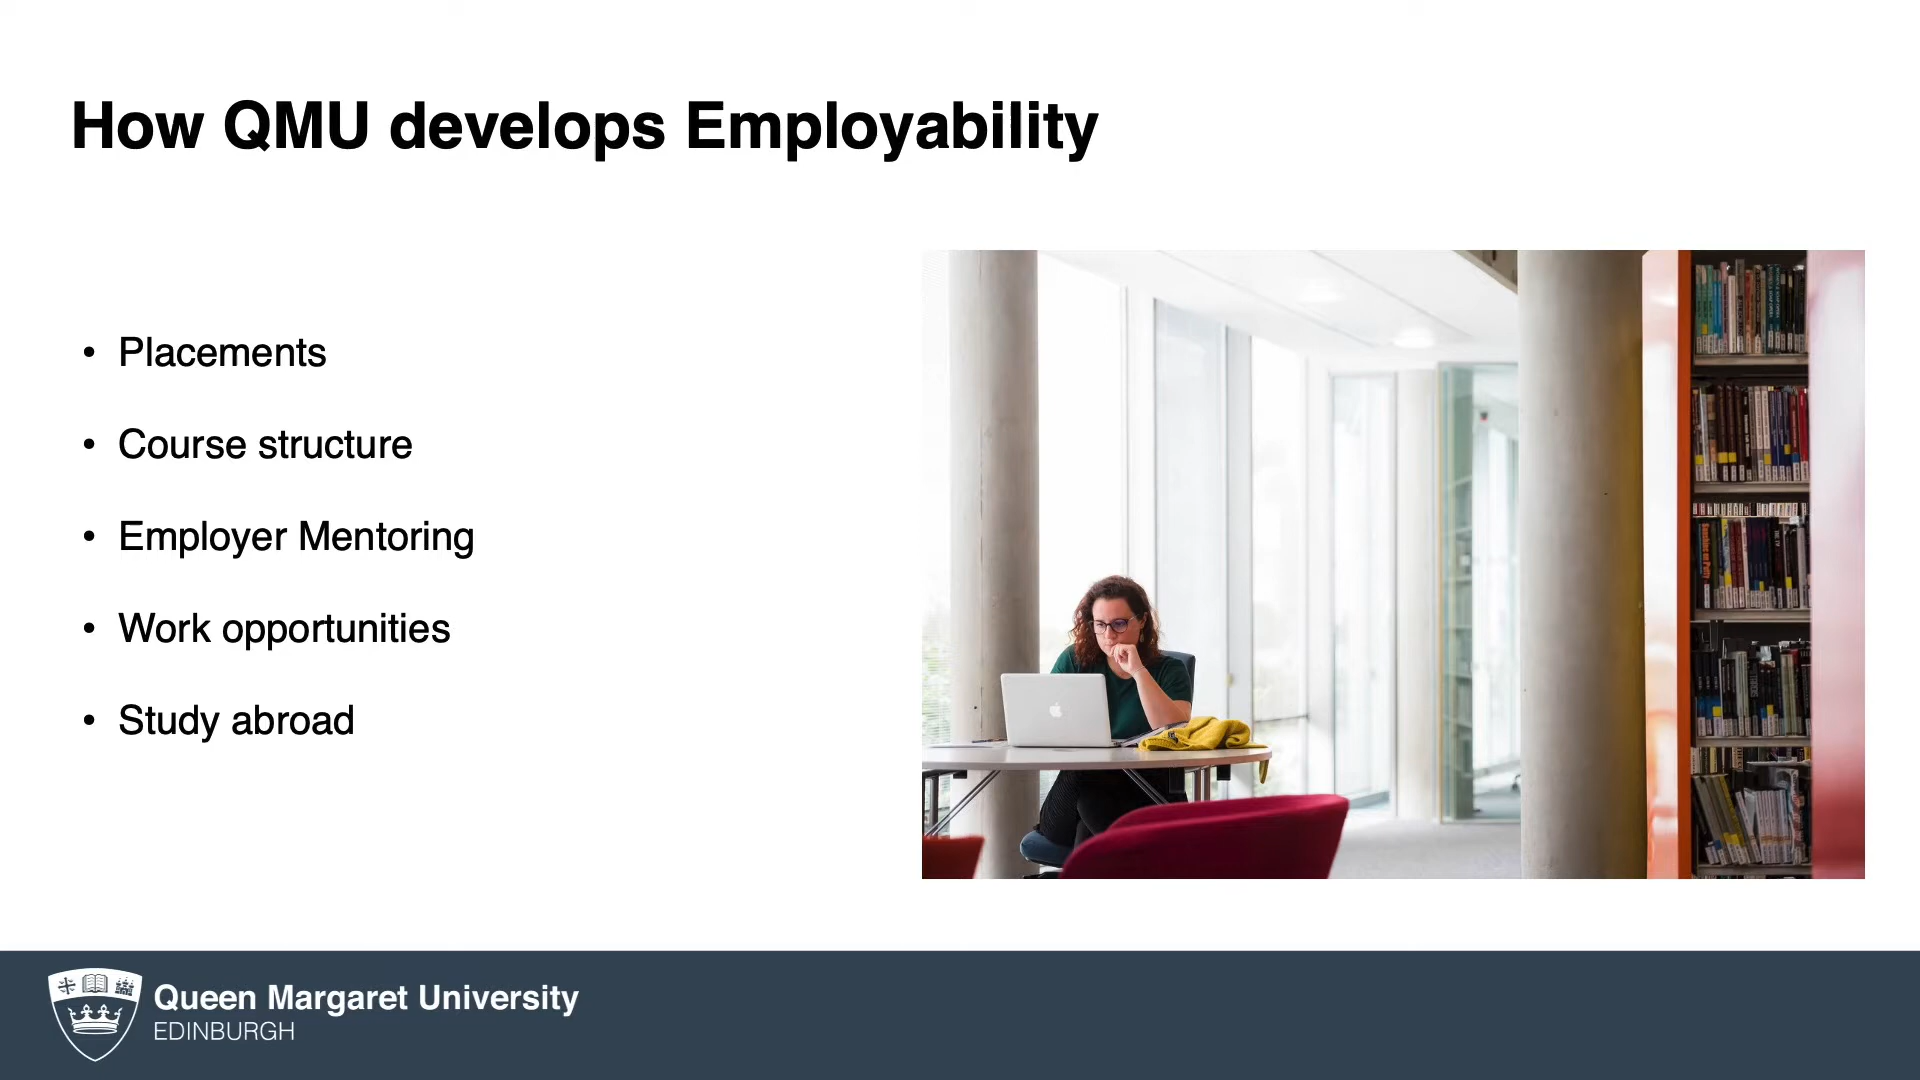 How QMU develops Employability
• Placements
• Course structure
• Employer Mentoring
• Work opportunities
• Study abroad
Queen Margaret University
EDINBURGH